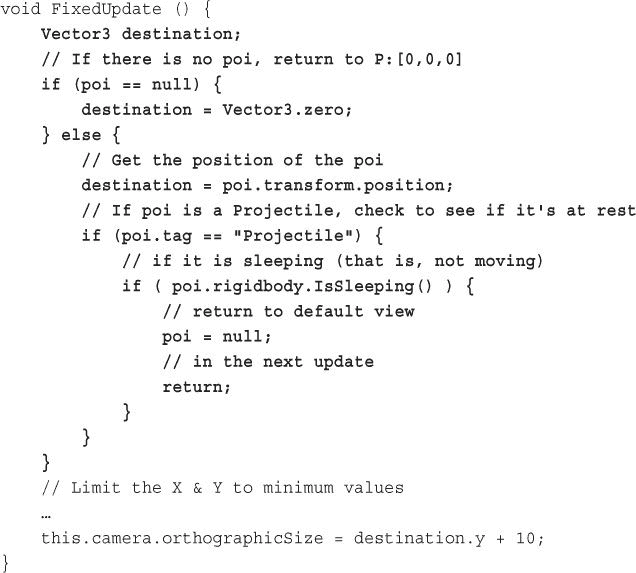 void FixedUpdate () {
    Vector3 destination;
    // If there is no poi, return to P:[0,0,0]
    if (poi == null) {
        destination = Vector3.zero;
    } else {
        // Get the position of the poi
        destination = poi.transform.position;
        // If poi is a Projectile, check to see if it's at rest
        if (poi.tag == "Projectile") {
            // if it is sleeping (that is, not moving)
            if ( poi.rigidbody.IsSleeping() ) {
                // return to default view
                poi = null;
                // in the next update
                return;
            }
        }
    }
    // Limit the X & Y to minimum values
    …
    this.camera.orthographicSize = destination.y + 10;
}